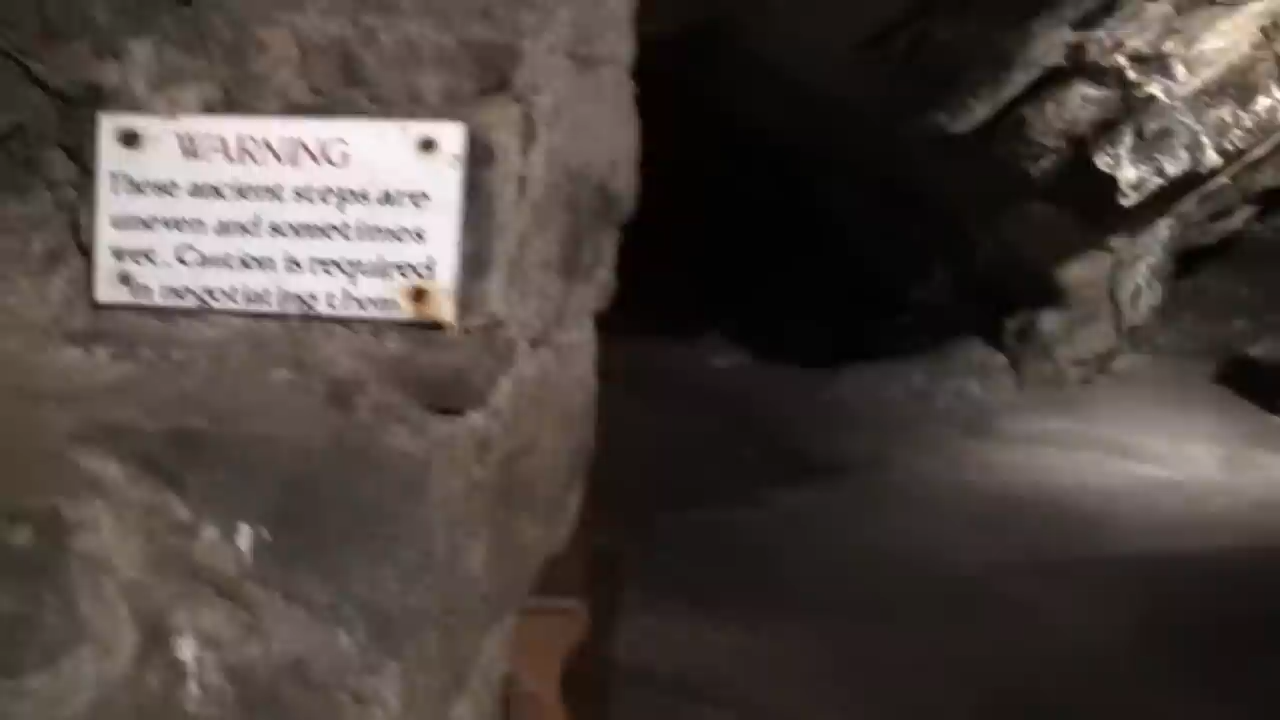 WARNING
These ancient steps are
uneven and sometimes
wet. Caution is required
in negotiating them